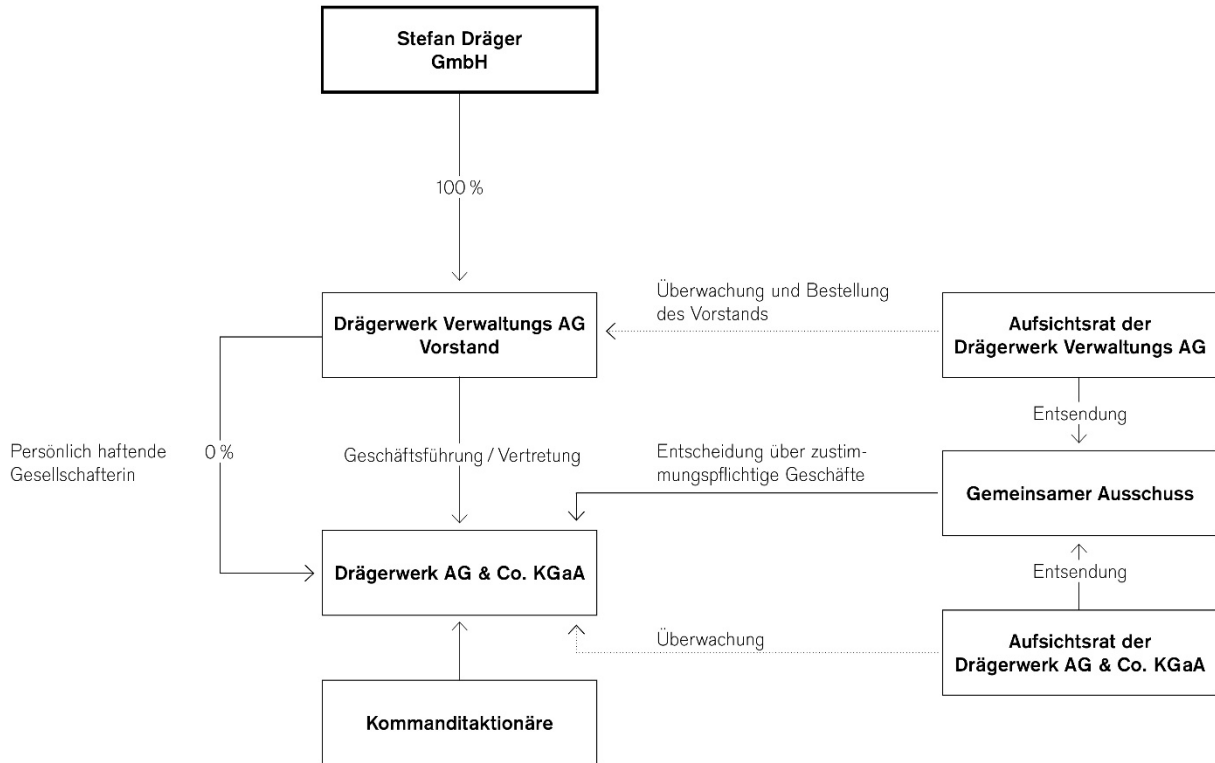 Stefan Dräger
GmbH
100 %
Drägerwerk Verwaltungs AG
Vorstand
Überwachung und Bestellung
des Vorstands
Aufsichtsrat der
Drägerwerk Verwaltungs AG
Entsendung
Persönlich haftende
Gesellschafterin
0 %
Geschäftsführung / Vertretung
Entscheidung über zustim-
mungspflichtige Geschäfte
Gemeinsamer Ausschuss
Drägerwerk AG & Co. KGaA
Entsendung
Überwachung
Aufsichtsrat der
Drägerwerk AG & Co. KGaA
Kommanditaktionäre